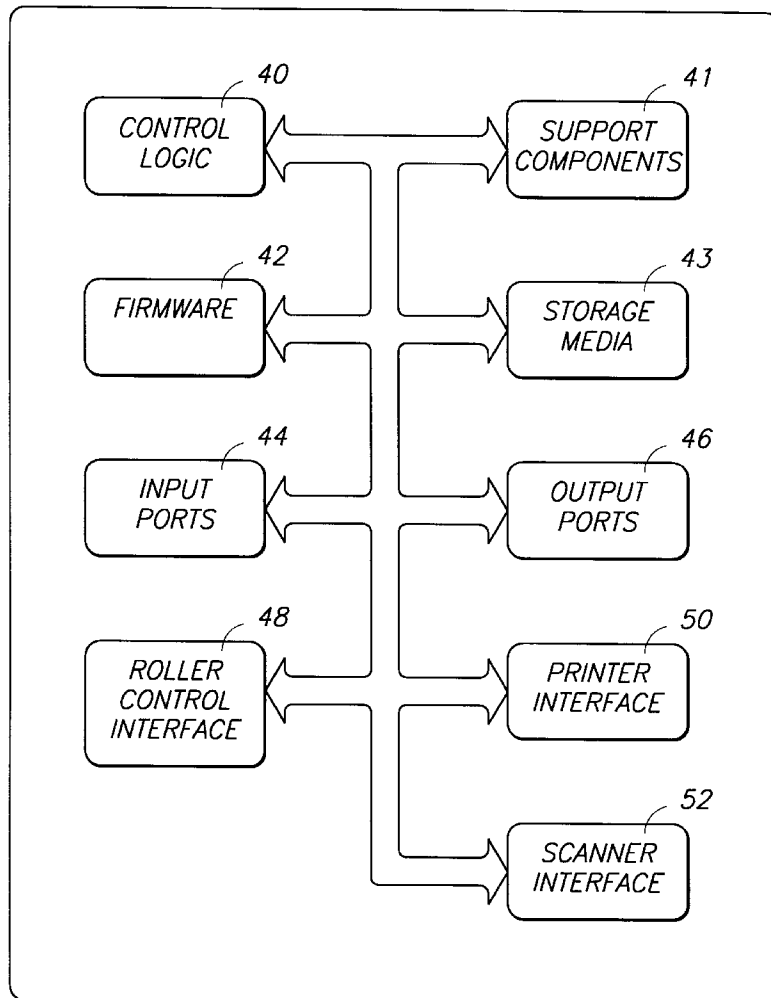 40
CONTROL
LOGIC
41
SUPPORT
COMPONENTS
42
FIRMWARE
43
STORAGE
MEDIA
44
INPUT
PORTS
46
OUTPUT
PORTS
48
ROLLER
CONTROL
INTERFACE
50
PRINTER
INTERFACE
52
SCANNER
INTERFACE